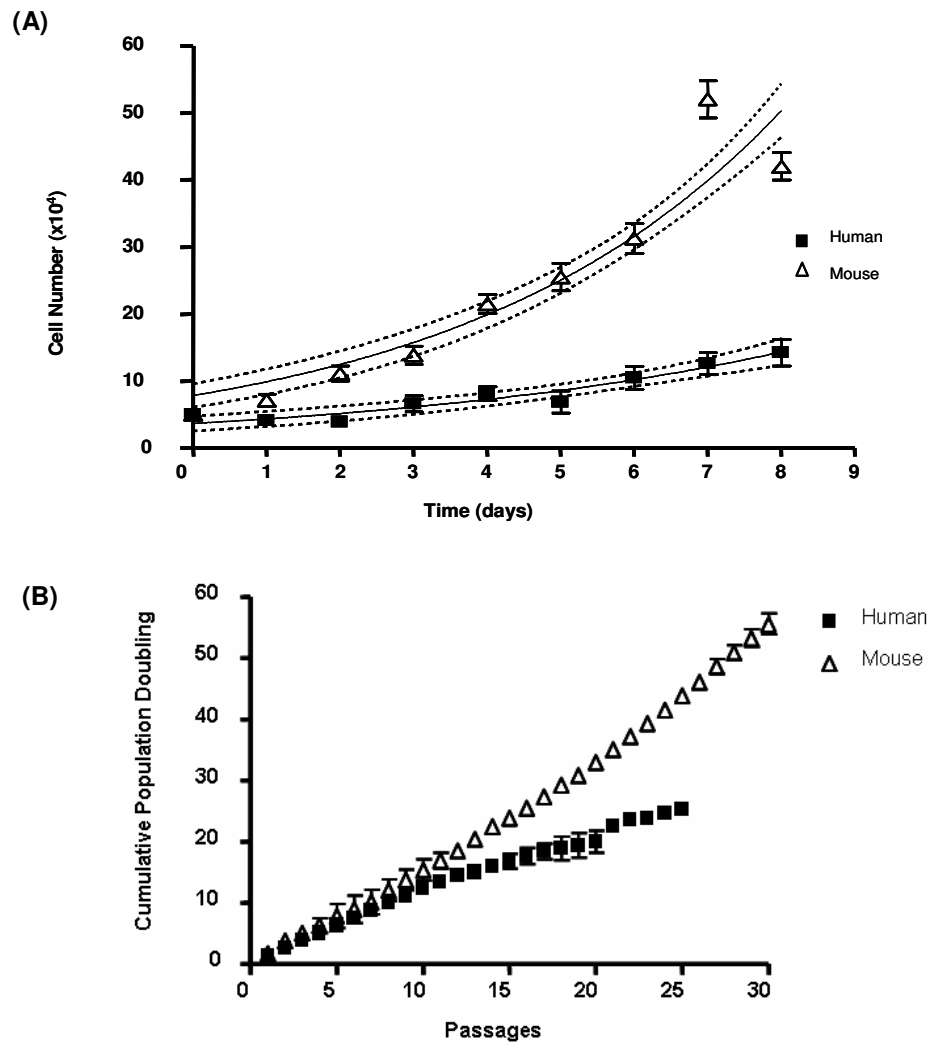 (A)
60
50
40
30
20
10
0
Cell Number (x10⁴)
0 1 2 3 4 5 6 7 8 9
Time (days)
Human
Mouse
(B)
60
50
40
30
20
10
0
Cumulative Population Doubling
0 5 10 15 20 25 30
Passages
Human
Mouse